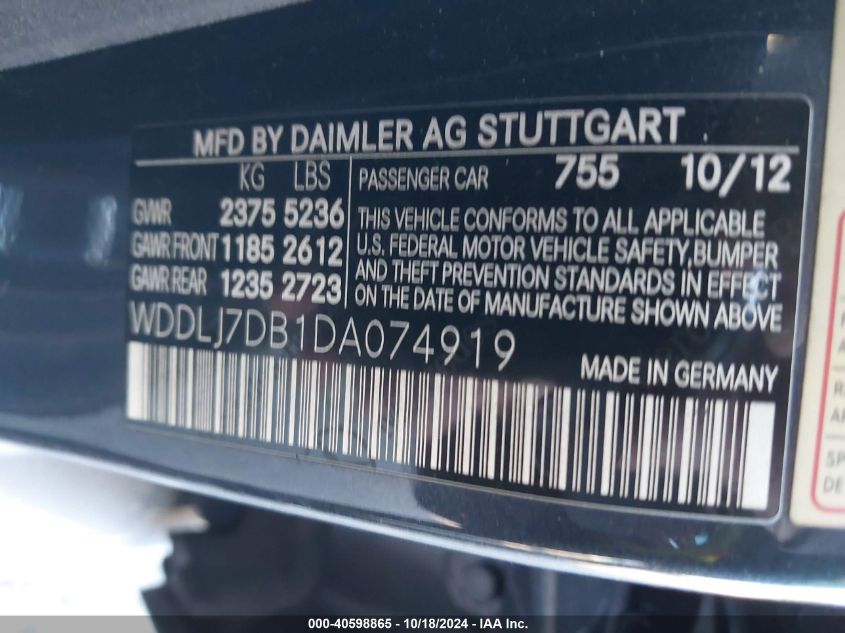 MFD BY DAIMLER AG STUTTGART
KG LBS
GVWR 2375 5236
GAWR FRONT 1185 2612
GAWR REAR 1235 2723
PASSENGER CAR 755 10/12
THIS VEHICLE CONFORMS TO ALL APPLICABLE
U.S. FEDERAL MOTOR VEHICLE SAFETY, BUMPER
AND THEFT PREVENTION STANDARDS IN EFFECT
ON THE DATE OF MANUFACTURE SHOWN ABOVE
WDDLJ7DB1DA074919
MADE IN GERMANY
000-40598865 - 10/18/2024 - IAA Inc.